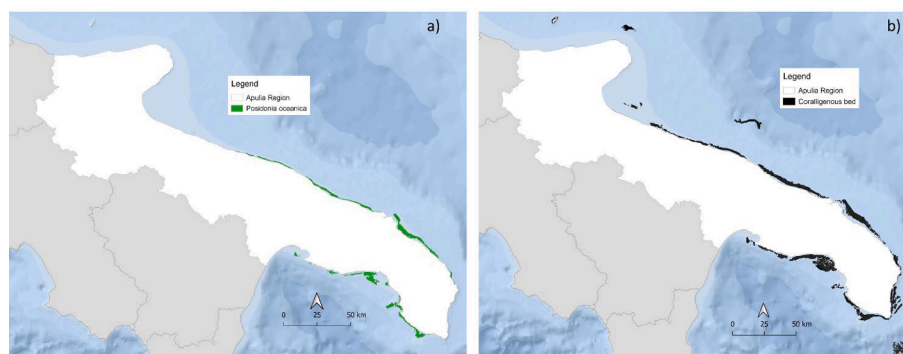 a)
Legend
Apulia Region
Posidonia oceanica
0 25 50 km
b)
Legend
Apulia Region
Coralligenous bed
0 25 50 km